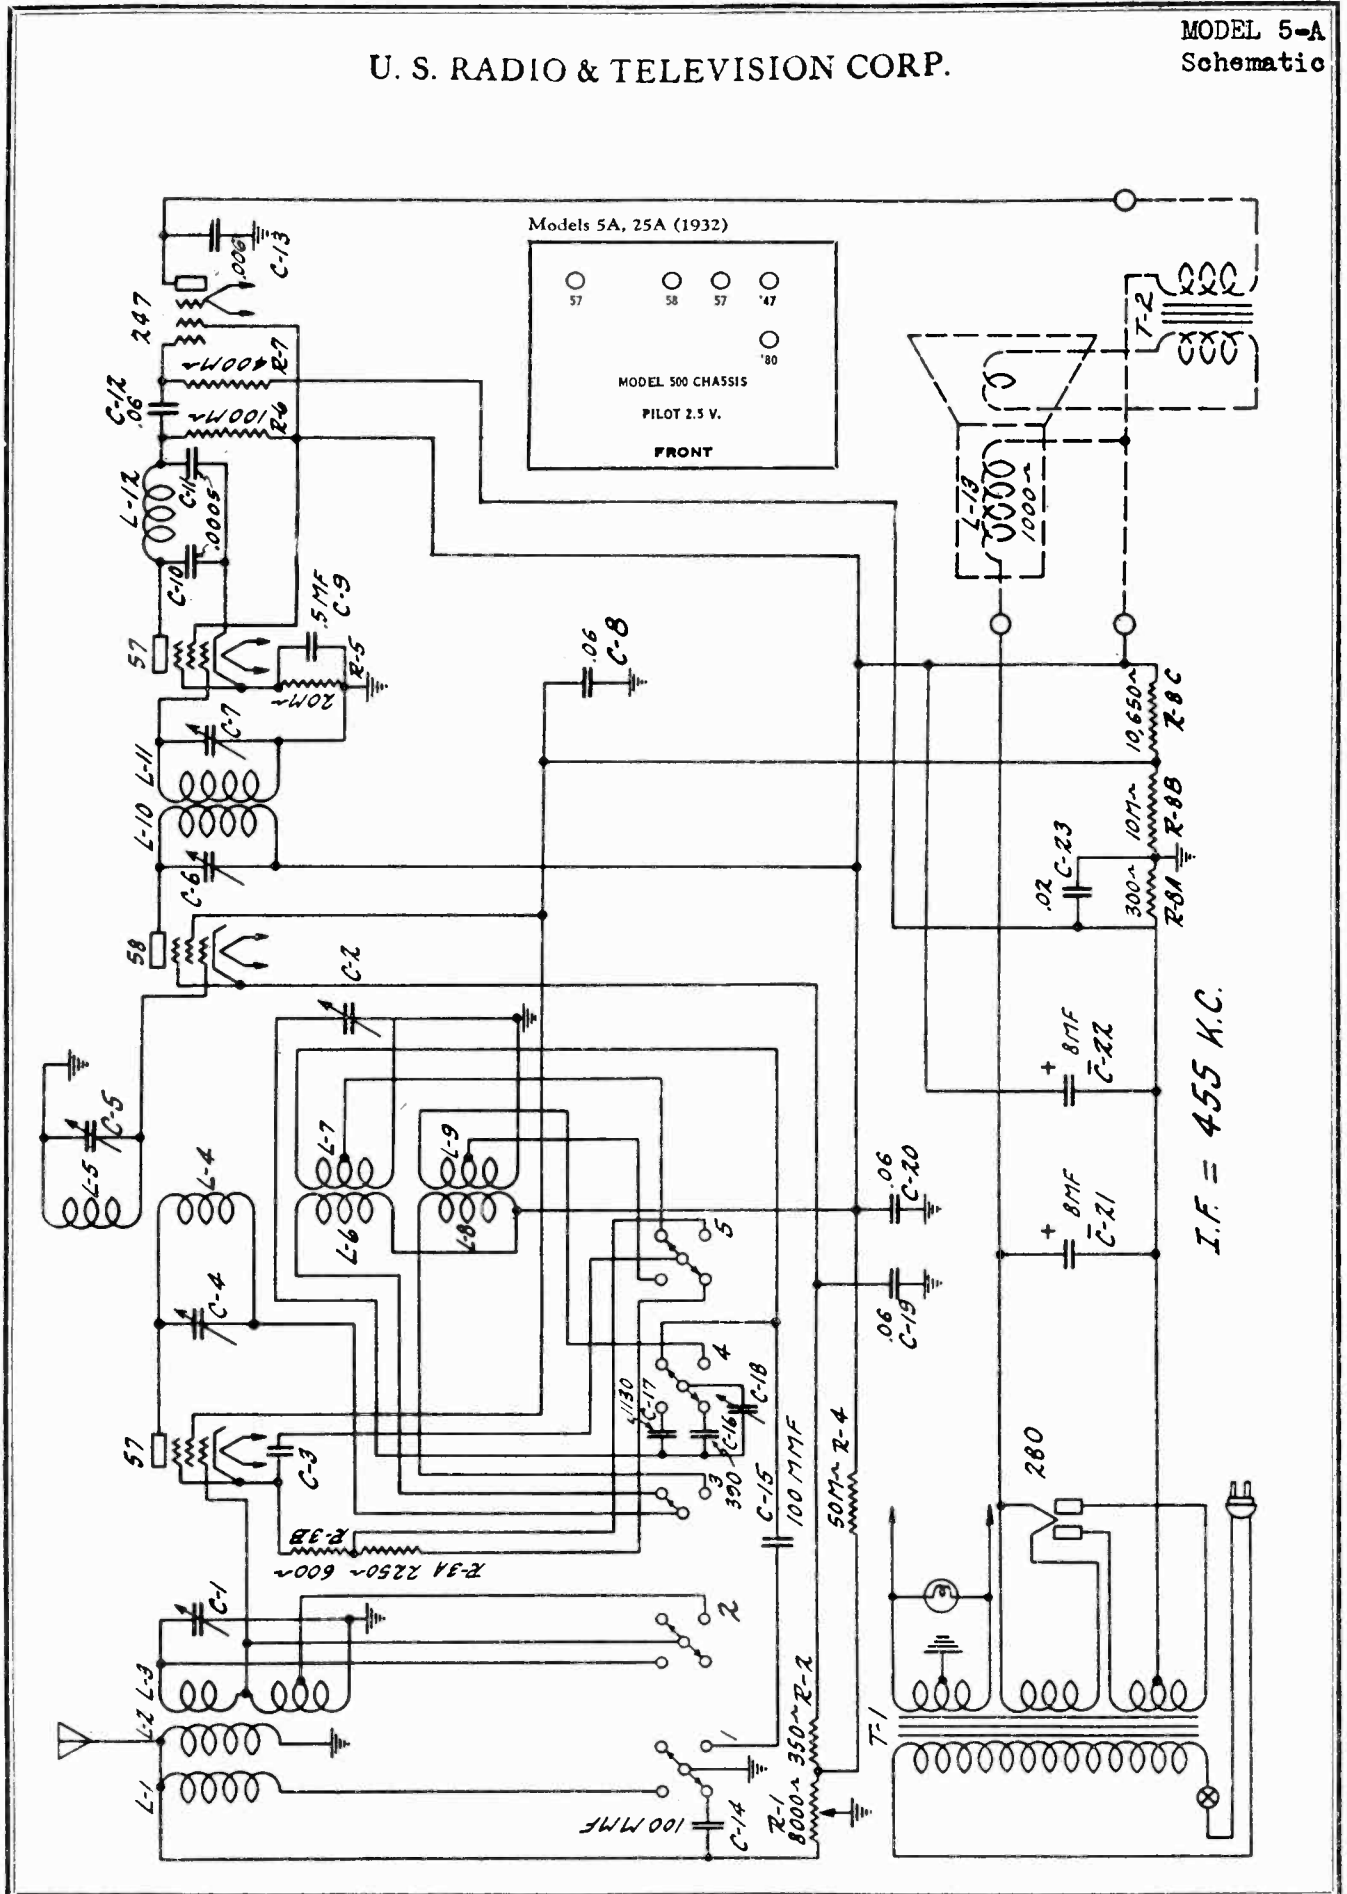 MODEL 5-A
Schematic
U. S. RADIO & TELEVISION CORP.
Models 5A, 25A (1932)
57
58
57
'47
'80
MODEL 500 CHASSIS
PILOT 2.5 V.
FRONT
247
.006
C-13
400M~
R-7
C-12
.06
100M~
R-6
L-12
C-11
.0005
C-10
57
.5 MF
C-9
R-5
20M~
C-7
L-11
L-10
C-6
58
.06
C-8
T-2
L-13
1000~
10,650~
R-8C
10M~
R-8B
.02
C-23
300~
R-8A
C-2
C-5
L-5
L-4
L-7
L-9
L-6
L-8
5
C-4
.06
C-20
.06
C-19
+
8MF
C-22
+
8MF
C-21
I.F. = 455 K.C.
4
1130
C-17
C-18
C-16
390
3
57
C-3
R-3B
600~
2250~
R-3A
C-15
100 MMF
50M~
R-4
280
C-1
2
L-3
L-2
L-1
1
100 MMF
C-14
R-1
8000~
350~
R-2
T-1